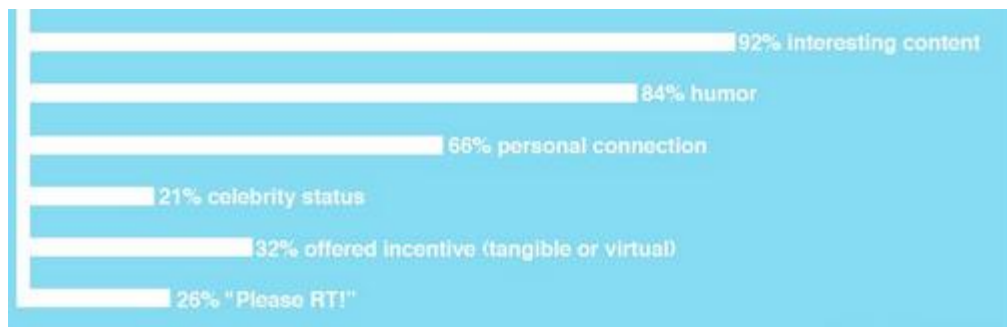 92% interesting content
84% humor
66% personal connection
21% celebrity status
32% offered incentive (tangible or virtual)
26% "Please RT!"